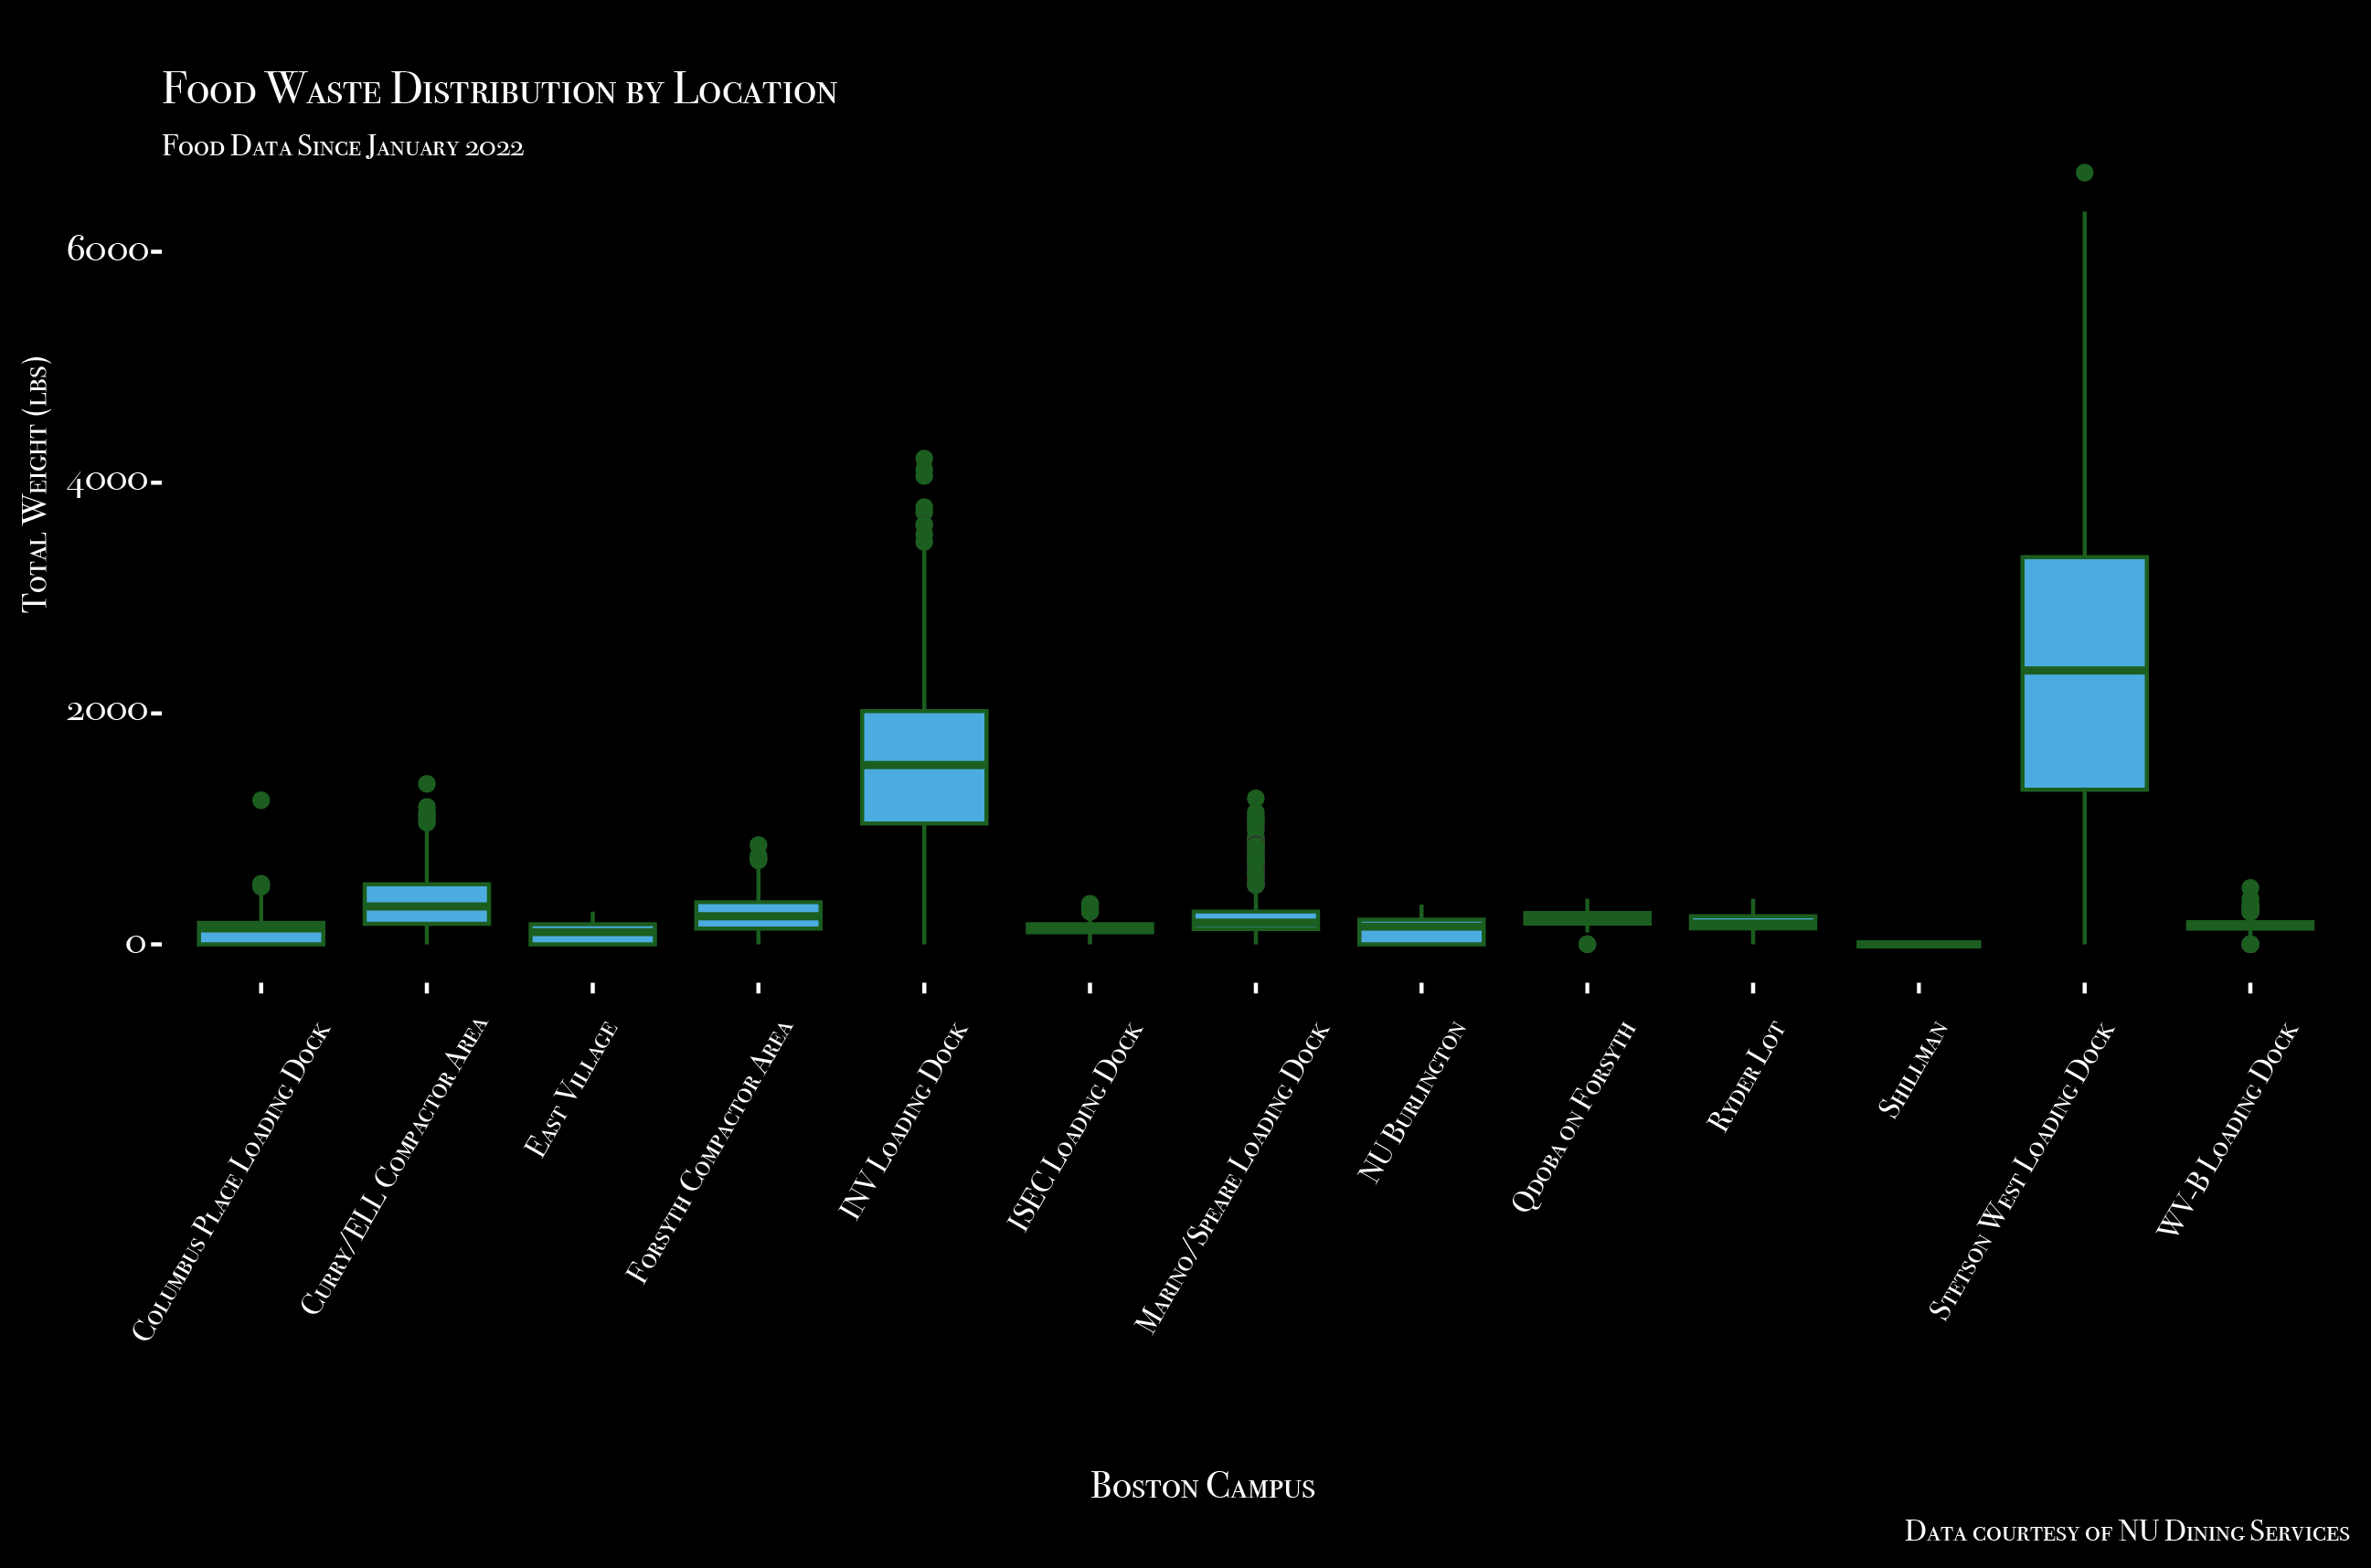 Food Waste Distribution by Location
Food Data Since January 2022
Total Weight (lbs)
6000
4000
2000
0
Columbus Place Loading Dock
Curry/ELL Compactor Area
East Village
Forsyth Compactor Area
INV Loading Dock
ISEC Loading Dock
Marino/Speare Loading Dock
NU Burlington
Qdoba on Forsyth
Ryder Lot
Shillman
Stetson West Loading Dock
WV-B Loading Dock
Boston Campus
Data courtesy of NU Dining Services